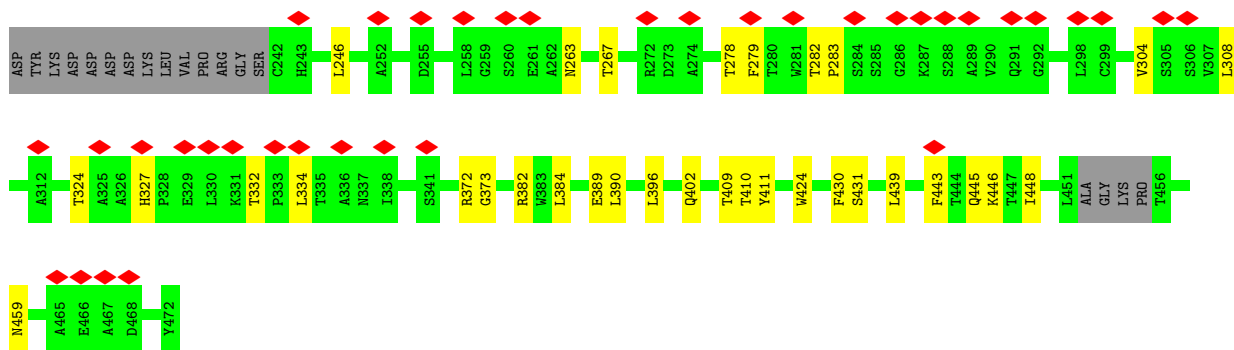 ASP TYR LYS ASP ASP ASP ASP LYS LEU VAL PRO ARG GLY SER C242 H243 L246 A252 D255 L258 G259 S260 E261 A262 N263 T267 R272 D273 A274 T278 F279 T280 W281 T282 P283 S284 S285 G286 K287 S288 A289 V290 Q291 G292 L298 C299 V304 S305 S306 V307 L308
A312 T324 A325 A326 H327 P328 E329 L330 K331 T332 P333 L334 T335 A336 N337 I338 S341 R372 G373 R382 W383 L384 E389 L390 L396 Q402 T409 T410 Y411 W424 F430 S431 L439 F443 T444 Q445 K446 T447 I448 L451 ALA GLY LYS PRO T456
N459 A465 E466 A467 D468 Y472